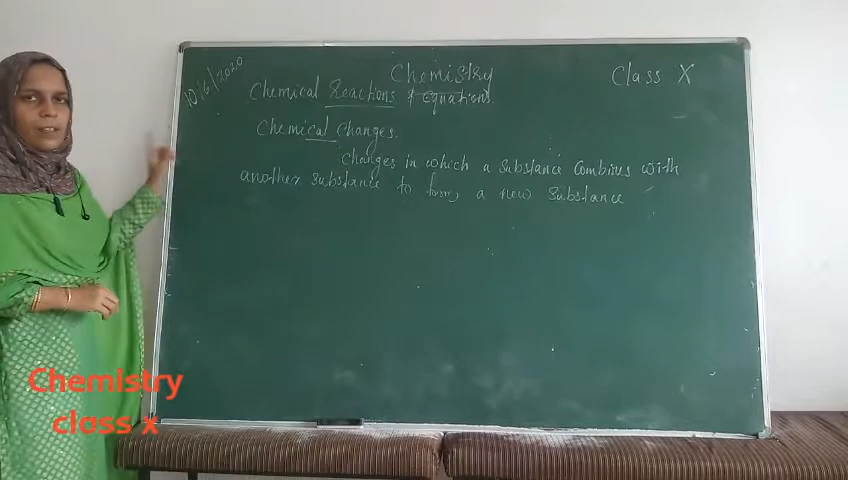 10/6/2020
Chemistry
Class X
Chemical Reactions & Equations.
Chemical Changes.
Changes in which a Substance Combines with
another substance to form a new Substance
Chemistry
class x